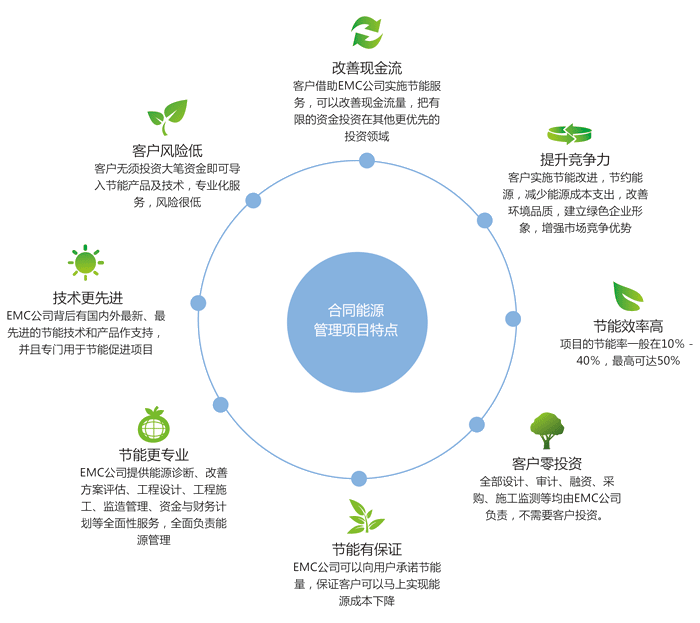 改善现金流
客户借助EMC公司实施节能服
务，可以改善现金流量，把有
限的资金投资在其他更优先的
投资领域
提升竞争力
客户实施节能改进，节约能
源，减少能源成本支出，改善
环境品质，建立绿色企业形
象，增强市场竞争优势
节能效率高
项目的节能率一般在10% -
40%，最高可达50%
客户零投资
全部设计、审计、融资、采
购、施工监测等均由EMC公司
负责，不需要客户投资。
节能有保证
EMC公司可以向用户承诺节能
量，保证客户可以马上实现能
源成本下降
节能更专业
EMC公司提供能源诊断、改善
方案评估、工程设计、工程施
工、监造管理、资金与财务计
划等全面性服务，全面负责能
源管理
技术更先进
EMC公司背后有国内外最新、最
先进的节能技术和产品作支持，
并且专门用于节能促进项目
客户风险低
客户无须投资大笔资金即可导
入节能产品及技术，专业化服
务，风险很低
合同能源
管理项目特点